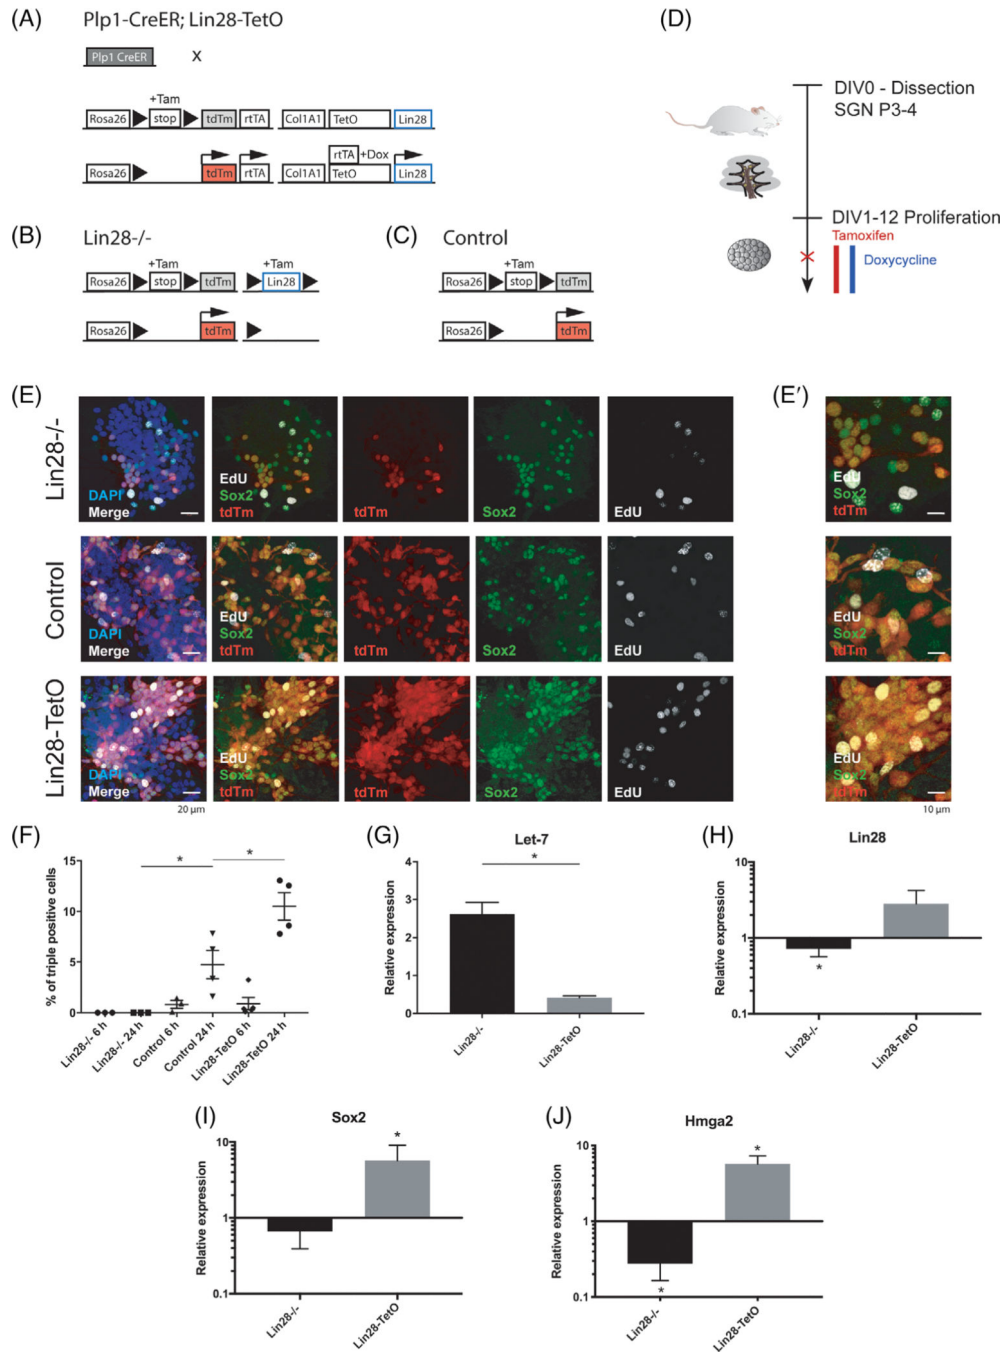 (A) Plp1-CreER; Lin28-TetO
Plp1 CreER x
+Tam
Rosa26 stop tdTm rtTA Col1A1 TetO Lin28
rtTA +Dox
Rosa26 tdTm rtTA Col1A1 TetO Lin28
(B) Lin28-/-
+Tam +Tam
Rosa26 stop tdTm Lin28
Rosa26 tdTm
(C) Control
+Tam
Rosa26 stop tdTm
Rosa26 tdTm
(D)
DIV0 - Dissection
SGN P3-4
DIV1-12 Proliferation
Tamoxifen
Doxycycline
(E)
Lin28-/-
DAPI
Merge
EdU
Sox2
tdTm
tdTm
Sox2
EdU
Control
DAPI
Merge
EdU
Sox2
tdTm
tdTm
Sox2
EdU
Lin28-TetO
DAPI
Merge
EdU
Sox2
tdTm
tdTm
Sox2
EdU
20 μm
(E′)
EdU
Sox2
tdTm
EdU
Sox2
tdTm
EdU
Sox2
tdTm
10 μm
(F)
% of triple positive cells
15
10
5
0
* *
Lin28-/- 6 h
Lin28-/- 24 h
Control 6 h
Control 24 h
Lin28-TetO 6 h
Lin28-TetO 24 h
(G) Let-7
Relative expression
4
3
2
1
0
*
Lin28-/-
Lin28-TetO
(H) Lin28
Relative expression
10
1
0.1
*
Lin28-/-
Lin28-TetO
(I) Sox2
Relative expression
10
1
0.1
*
Lin28-/-
Lin28-TetO
(J) Hmga2
Relative expression
10
1
0.1
*
*
Lin28-/-
Lin28-TetO